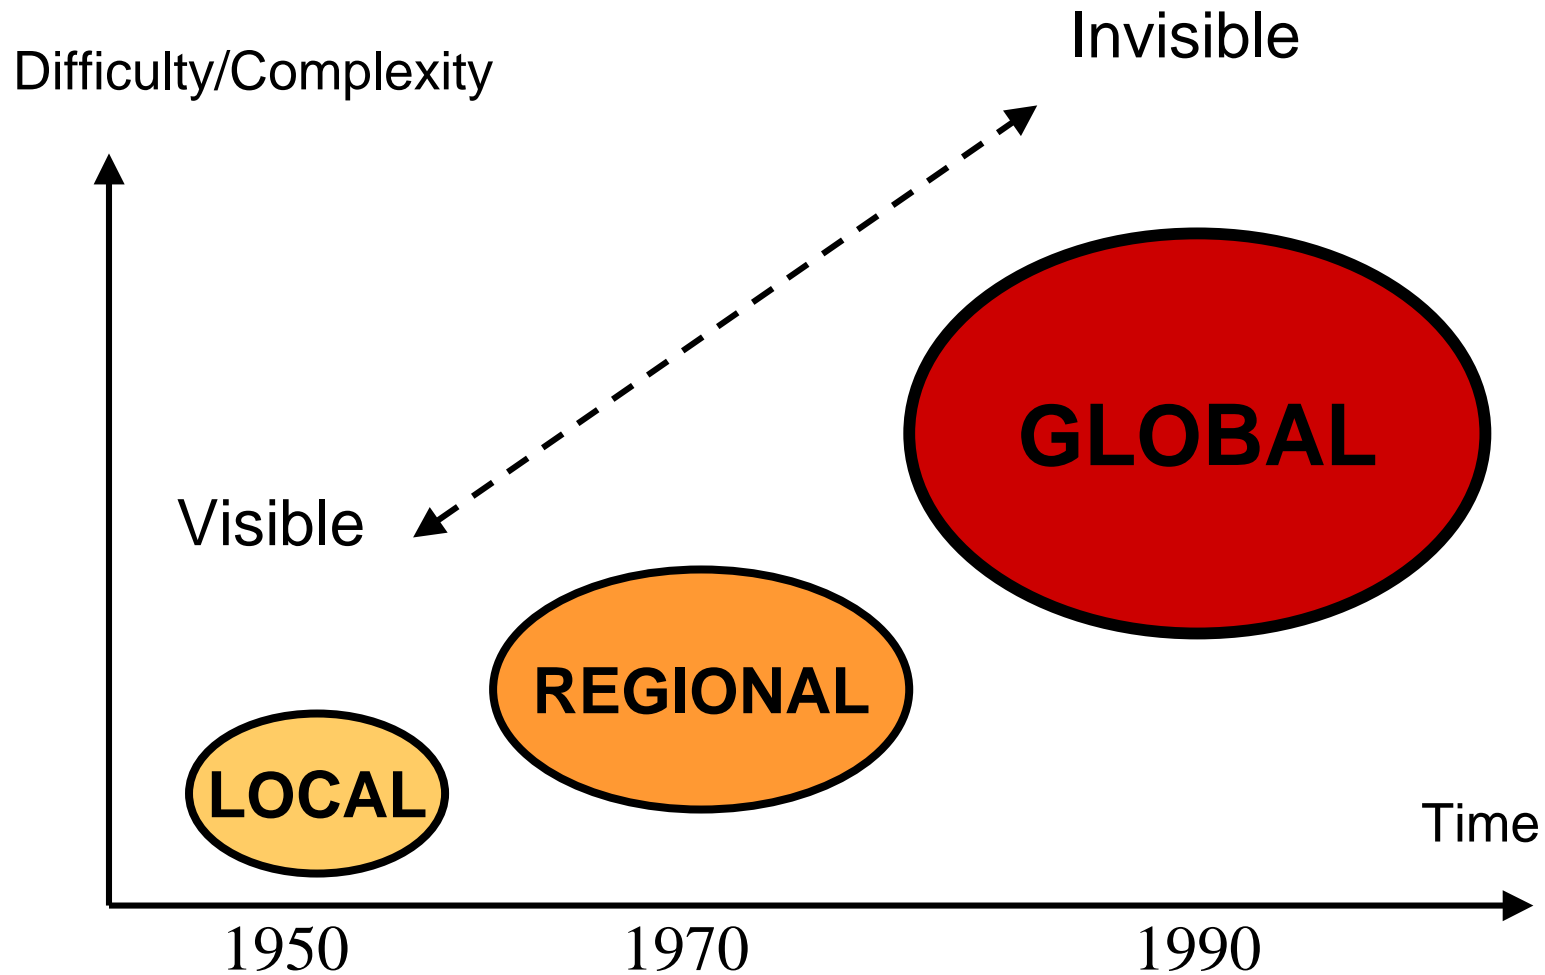 Invisible
Difficulty/Complexity
Visible
GLOBAL
REGIONAL
LOCAL
Time
1950 1970 1990